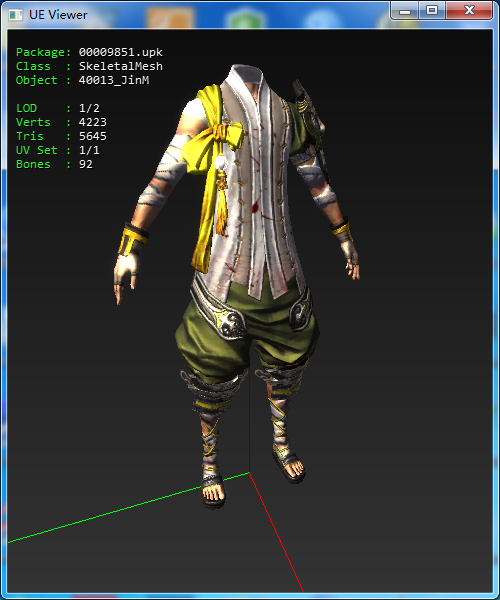 UE Viewer
Package: 00009851.upk
Class  : SkeletalMesh
Object : 40013_JinM
LOD    : 1/2
Verts  : 4223
Tris   : 5645
UV Set : 1/1
Bones  : 92